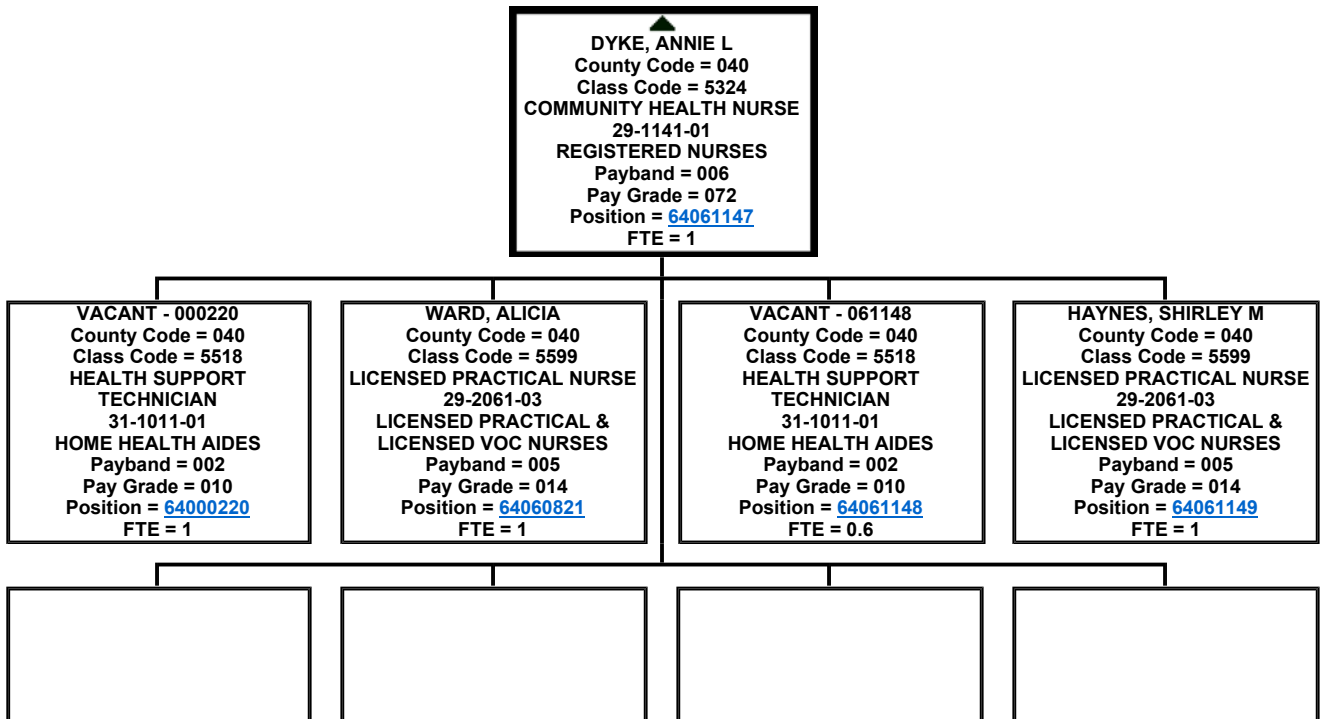 DYKE, ANNIE L
County Code = 040
Class Code = 5324
COMMUNITY HEALTH NURSE
29-1141-01
REGISTERED NURSES
Payband = 006
Pay Grade = 072
Position = 64061147
FTE = 1
VACANT - 000220
County Code = 040
Class Code = 5518
HEALTH SUPPORT
TECHNICIAN
31-1011-01
HOME HEALTH AIDES
Payband = 002
Pay Grade = 010
Position = 64000220
FTE = 1
WARD, ALICIA
County Code = 040
Class Code = 5599
LICENSED PRACTICAL NURSE
29-2061-03
LICENSED PRACTICAL &
LICENSED VOC NURSES
Payband = 005
Pay Grade = 014
Position = 64060821
FTE = 1
VACANT - 061148
County Code = 040
Class Code = 5518
HEALTH SUPPORT
TECHNICIAN
31-1011-01
HOME HEALTH AIDES
Payband = 002
Pay Grade = 010
Position = 64061148
FTE = 0.6
HAYNES, SHIRLEY M
County Code = 040
Class Code = 5599
LICENSED PRACTICAL NURSE
29-2061-03
LICENSED PRACTICAL &
LICENSED VOC NURSES
Payband = 005
Pay Grade = 014
Position = 64061149
FTE = 1